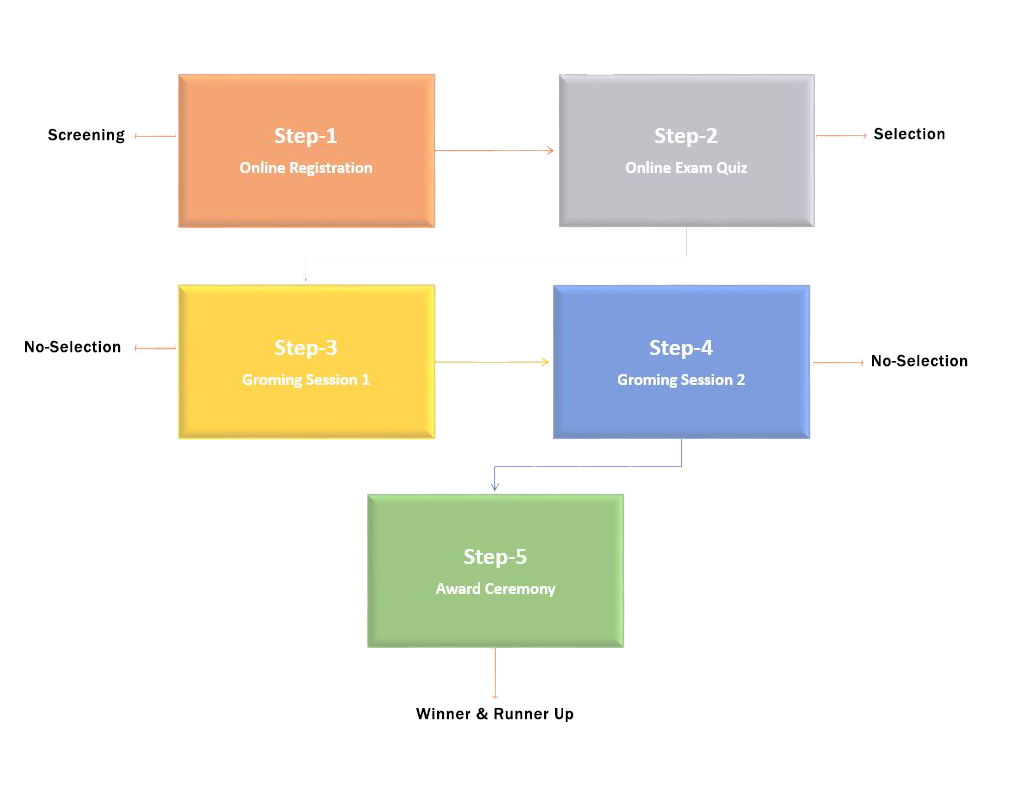 Screening
Step-1
Online Registration
Step-2
Online Exam Quiz
Selection
No-Selection
Step-3
Groming Session 1
Step-4
Groming Session 2
No-Selection
Step-5
Award Ceremony
Winner & Runner Up